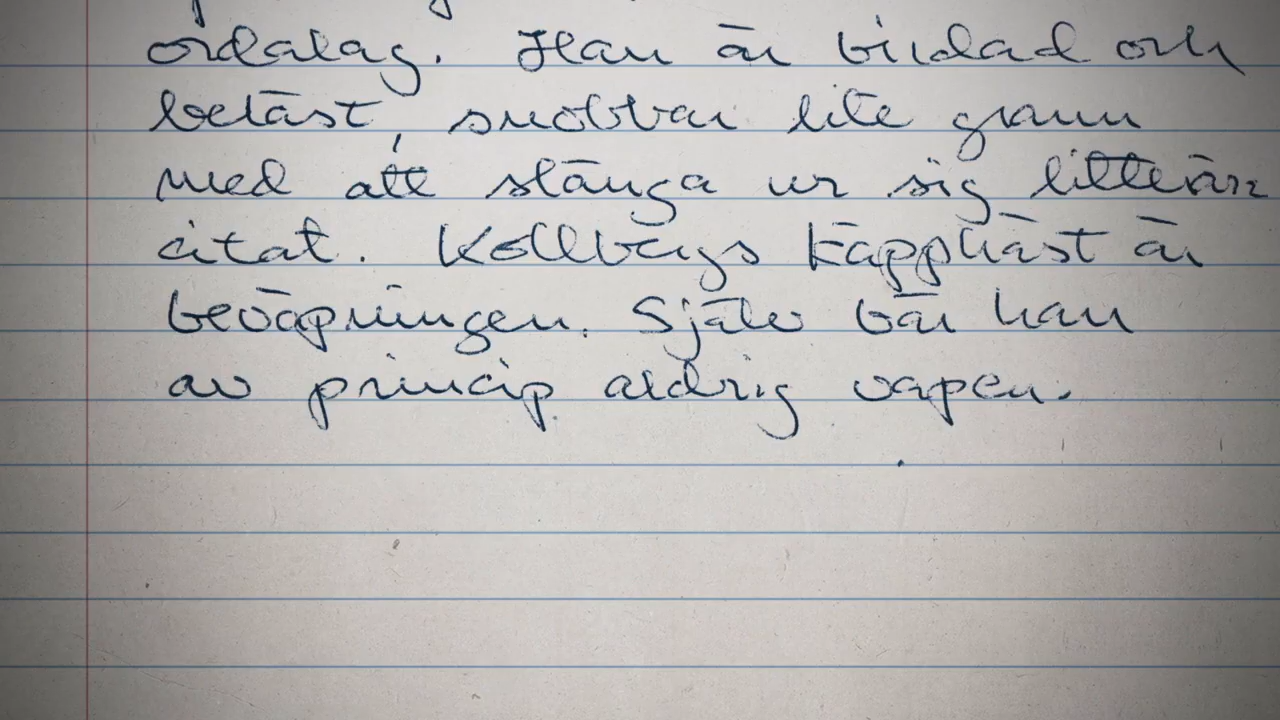 ordalag. Han är bildad och
beläst, snobbar lite grann
med att slänga ur sig litterära
citat. Kollbergs käpphäst är
beväpningen. Själv bär han
av princip aldrig vapen.